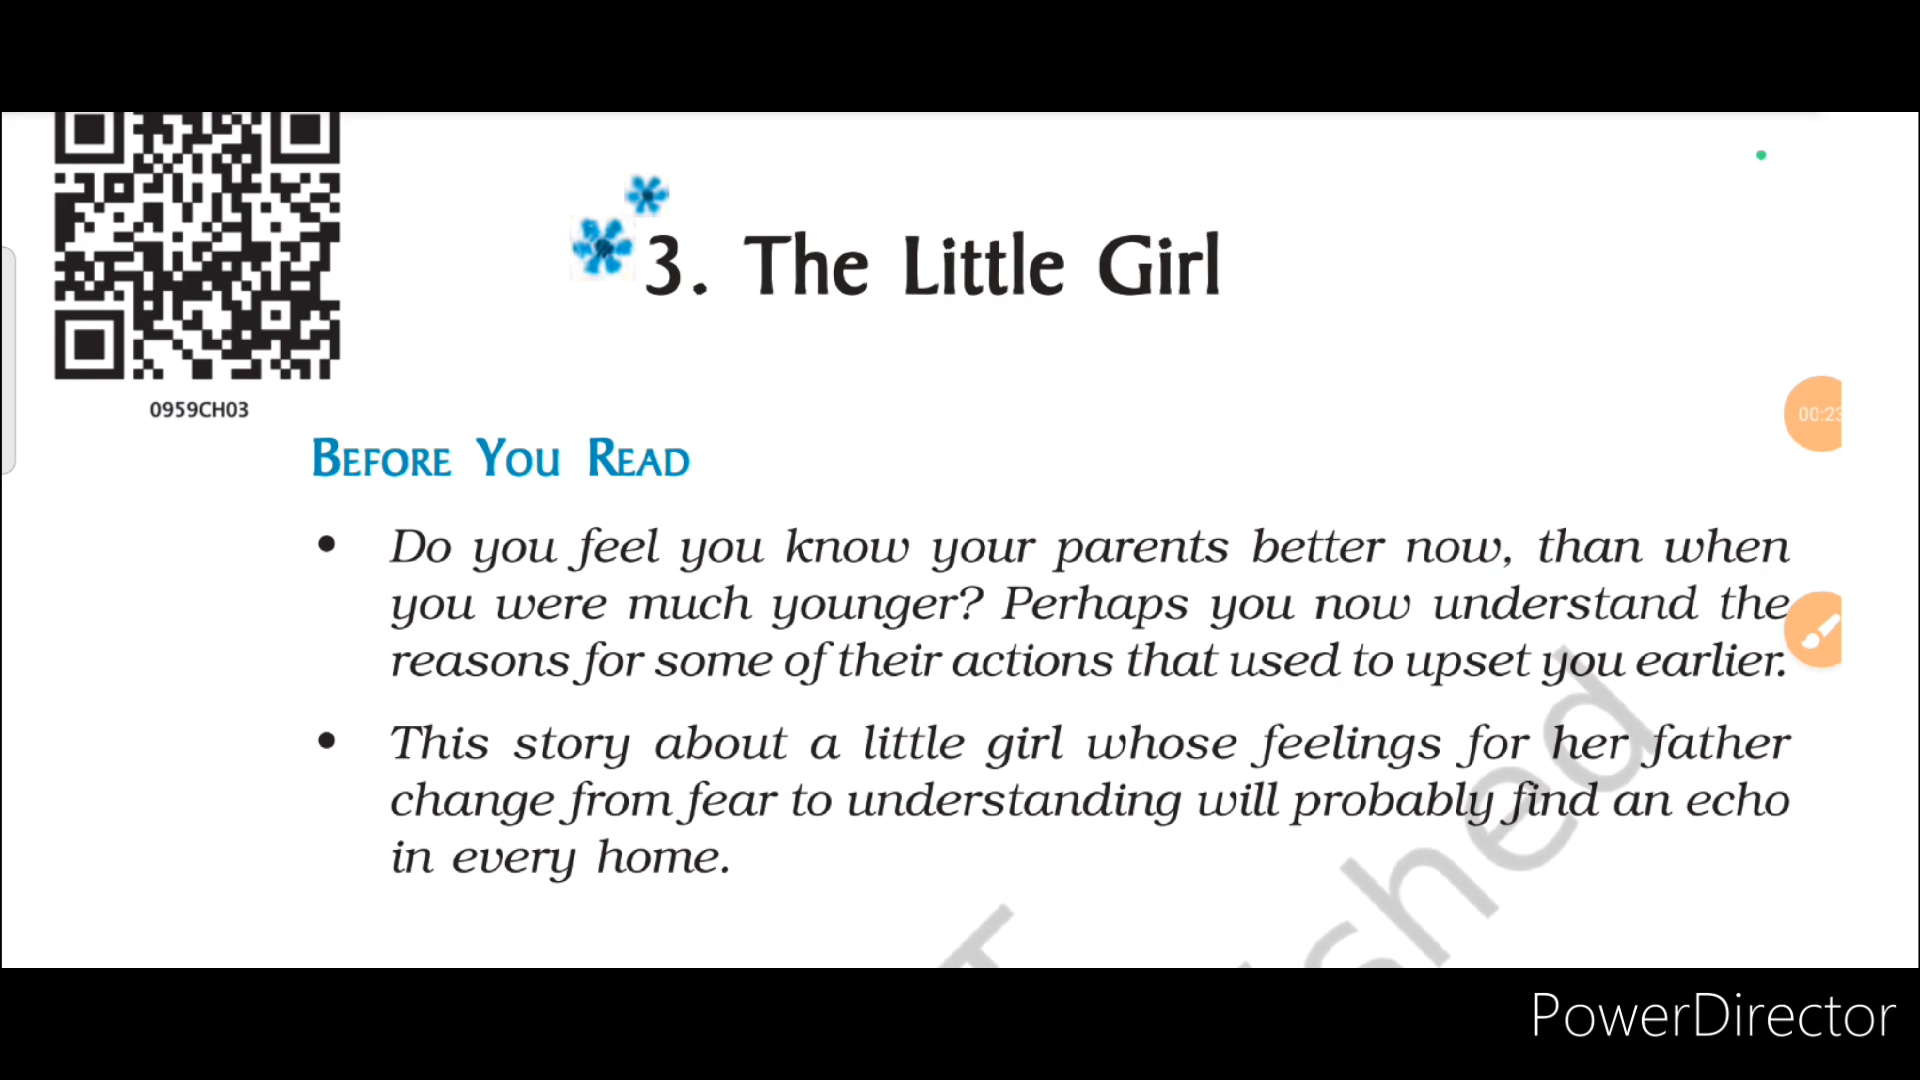 3. The Little Girl
0959CH03
BEFORE YOU READ
• Do you feel you know your parents better now, than when
you were much younger? Perhaps you now understand the
reasons for some of their actions that used to upset you earlier.
• This story about a little girl whose feelings for her father
change from fear to understanding will probably find an echo
in every home.
00:23
shed
PowerDirector